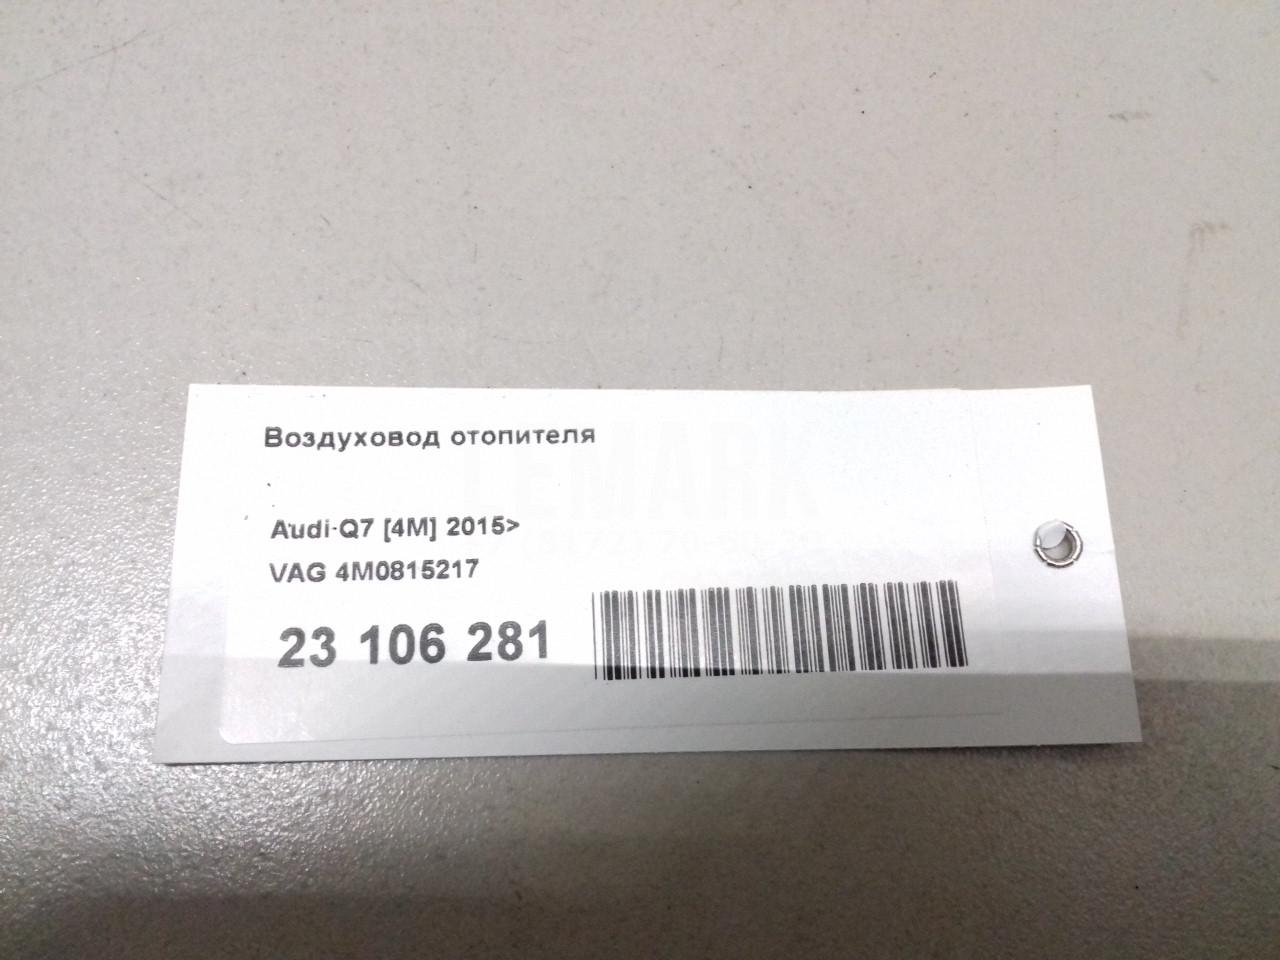 Воздуховод отопителя
Audi-Q7 [4M] 2015>
VAG 4M0815217
23 106 281